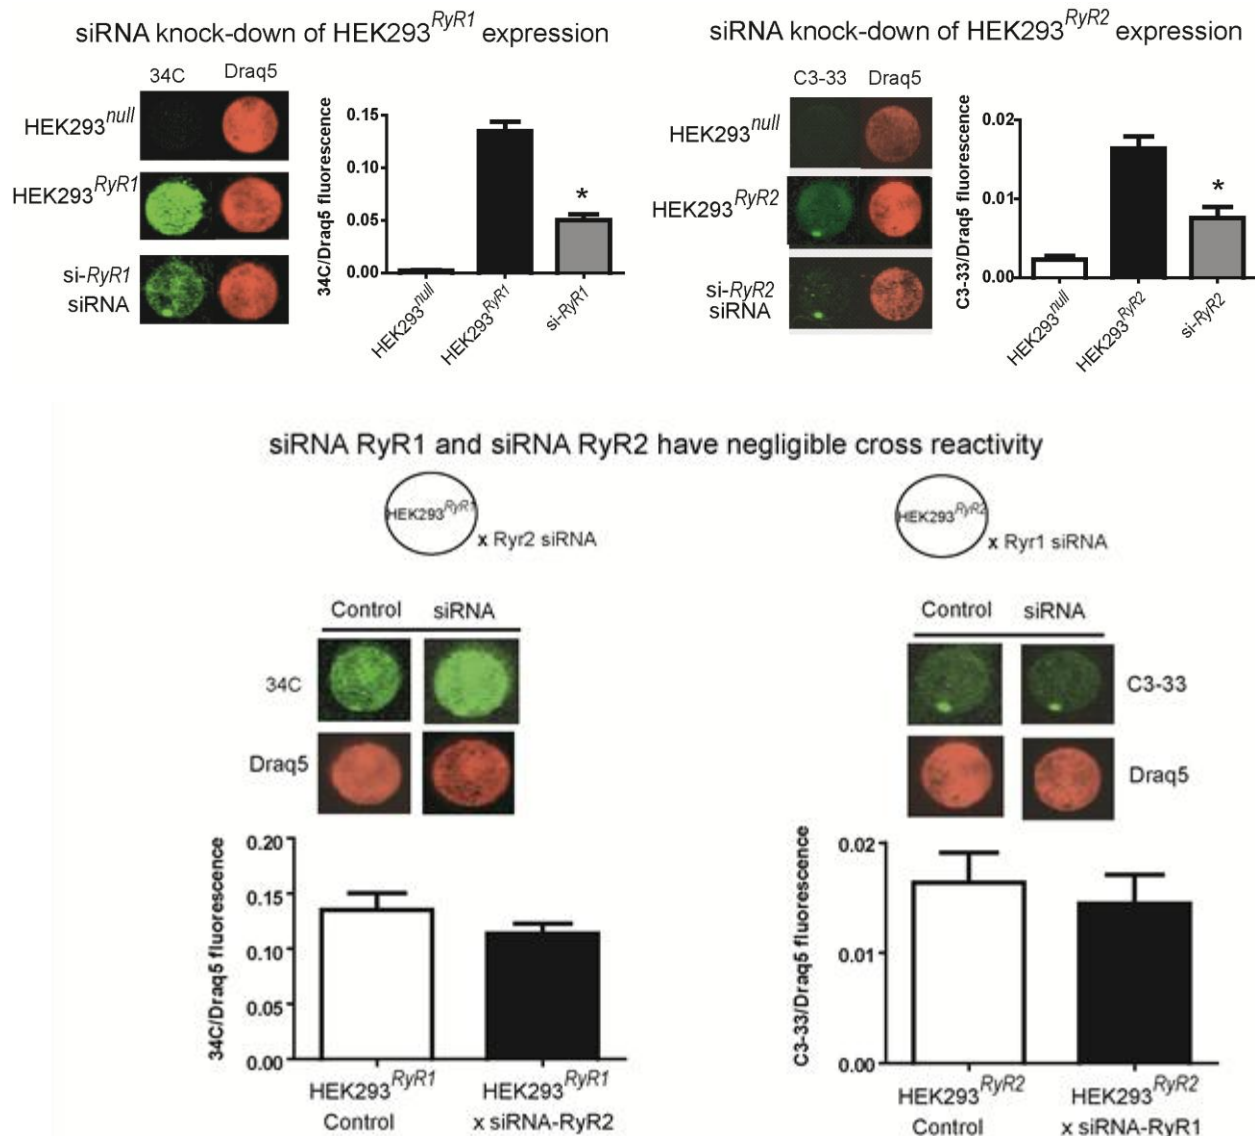 siRNA knock-down of HEK293RyR1 expression
34C Draq5
HEK293null
HEK293RyR1
si-RyR1
siRNA
34C/Draq5 fluorescence
0.15
0.10
0.05
0.00
*
HEK293null
HEK293RyR1
si-RyR1
siRNA knock-down of HEK293RyR2 expression
C3-33 Draq5
HEK293null
HEK293RyR2
si-RyR2
siRNA
C3-33/Draq5 fluorescence
0.02
0.01
0.00
*
HEK293null
HEK293RyR2
si-RyR2
siRNA RyR1 and siRNA RyR2 have negligible cross reactivity
HEK293RyR1
x Ryr2 siRNA
Control siRNA
34C
Draq5
34C/Draq5 fluorescence
0.20
0.15
0.10
0.05
0.00
HEK293RyR1
Control
HEK293RyR1
x siRNA-RyR2
HEK293RyR2
x Ryr1 siRNA
Control siRNA
C3-33
Draq5
C3-33/Draq5 fluorescence
0.02
0.01
0.00
HEK293RyR2
Control
HEK293RyR2
x siRNA-RyR1